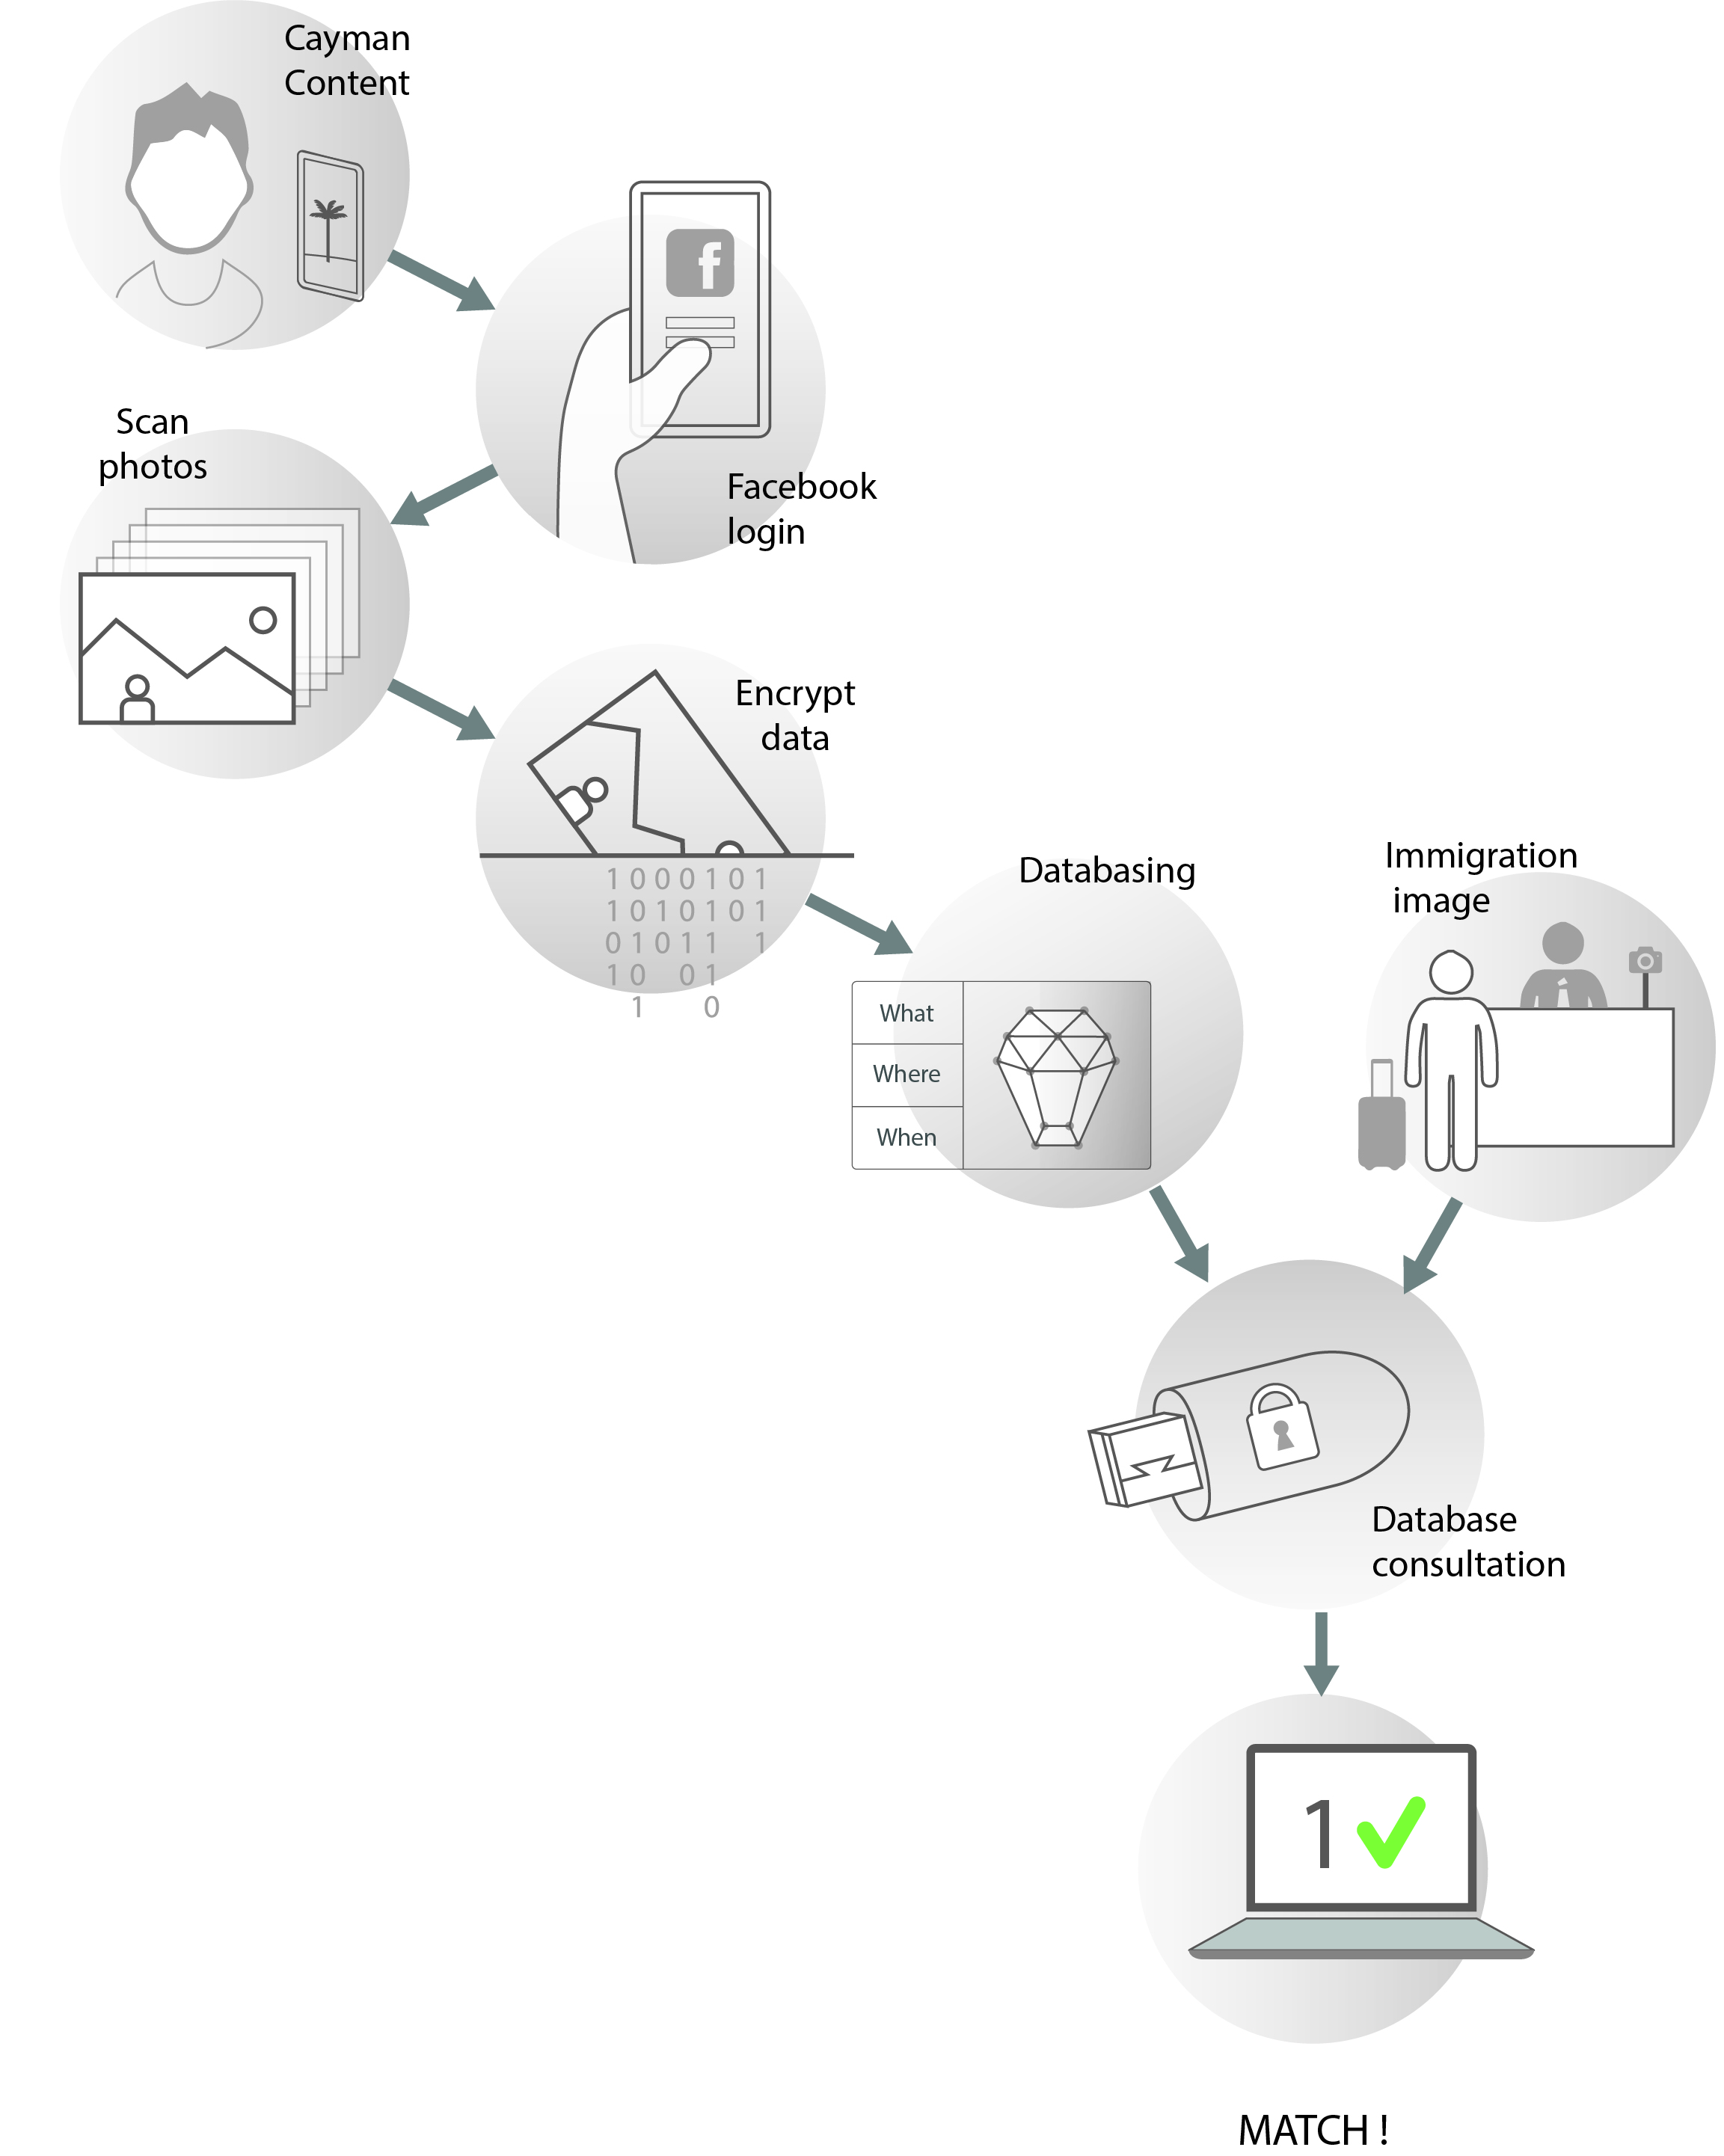 Cayman
Content
f
Facebook
login
Scan
photos
Encrypt
data
1 0 0 0 1 0 1
1 0 1 0 1 0 1
0 1 0 1 1 1
1 0 0 1
1 0
Databasing
What
Where
When
Immigration
image
Database
consultation
1
MATCH !